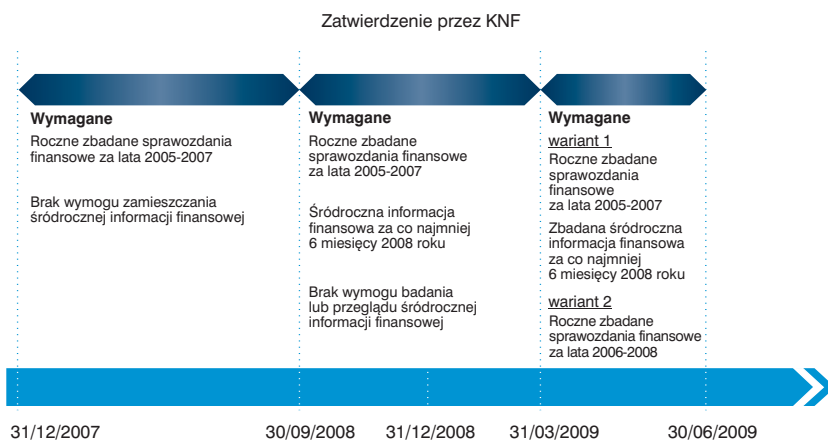 Zatwierdzenie przez KNF
Wymagane
Roczne zbadane sprawozdania
finansowe za lata 2005-2007
Brak wymogu zamieszczania
śródrocznej informacji finansowej
Wymagane
Roczne zbadane
sprawozdania finansowe
za lata 2005-2007
Śródroczna informacja
finansowa za co najmniej
6 miesięcy 2008 roku
Brak wymogu badania
lub przeglądu śródrocznej
informacji finansowej
Wymagane
wariant 1
Roczne zbadane
sprawozdania
finansowe
za lata 2005-2007
Zbadana śródroczna
informacja finansowa
za co najmniej
6 miesięcy 2008 roku
wariant 2
Roczne zbadane
sprawozdania finansowe
za lata 2006-2008
31/12/2007
30/09/2008
31/12/2008
31/03/2009
30/06/2009